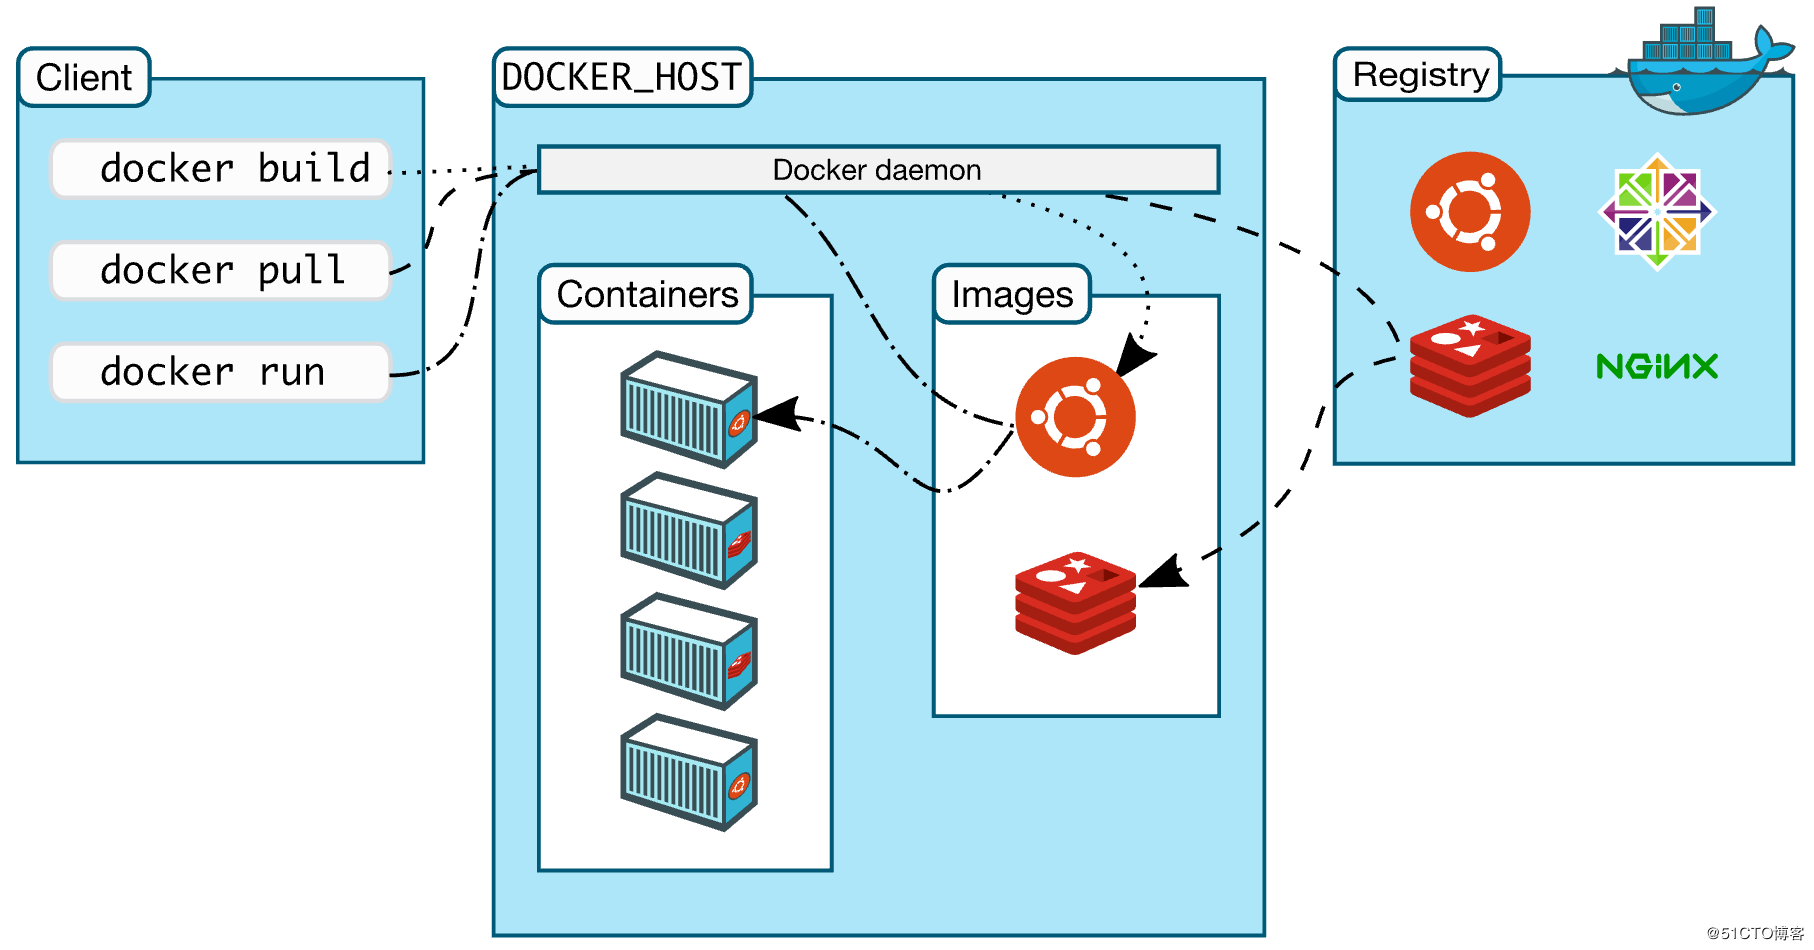 Client
docker build
docker pull
docker run
DOCKER_HOST
Docker daemon
Containers
Images
Registry
NGiNX
@51CTO博客